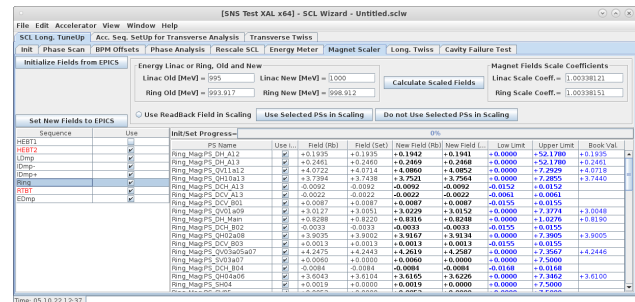 [SNS Test XAL x64] - SCL Wizard - Untitled.sclw
File Edit Accelerator View Window Help
SCL Long. TuneUp Acc. Seq. SetUp for Transverse Analysis Transverse Twiss
Init Phase Scan BPM Offsets Phase Analysis Rescale SCL Energy Meter Magnet Scaler Long. Twiss Cavity Failure Test
Initialize Fields from EPICS
Set New Fields to EPICS
Energy Linac or Ring, Old and New
Linac Old [MeV] = 995 Linac New [MeV] = 1000
Ring Old [MeV] = 993.917 Ring New [MeV] = 998.912
Calculate Scaled Fields
Magnet Fields Scale Coefficients
Linac Scale Coeff.= 1.00338121
Ring Scale Coeff.= 1.00338151
Use ReadBack Field in Scaling Use Selected PSs in Scaling Do not Use Selected PSs in Scaling
Sequence Use
HEBT1
HEBT2
LDmp
IDmp-
IDmp+
Ring
RTBT
EDmp
Init/Set Progress= 0%
PS Name Use i... Field (Rb) Field (Set) New Field (Rb) New Field (... Low Limit Upper Limit Book Val.
Ring_Mag:PS_DH_A12 +0.1935 +0.1935 +0.1942 +0.1941 +0.0000 +52.1780 +0.1935
Ring_Mag:PS_DH_A13 +0.2461 +0.2460 +0.2469 +0.2468 +0.0000 +52.1780 +0.2461
Ring_Mag:PS_QV11a12 +4.0722 +4.0714 +4.0860 +4.0852 +0.0000 +7.2929 +4.0718
Ring_Mag:PS_QH02a08 +3.7394 +3.7438 +3.7521 +3.7564 +0.0000 +7.2855 +3.7440
Ring_Mag:PS_DCH_A13 -0.0092 -0.0092 -0.0092 -0.0092 -0.0152 +0.0152
Ring_Mag:PS_DCV_A13 -0.0022 -0.0022 -0.0022 -0.0022 -0.0061 +0.0061
Ring_Mag:PS_DCV_B01 +0.0087 +0.0087 +0.0087 +0.0087 -0.0155 +0.0155
Ring_Mag:PS_QV01a09 +3.0127 +3.0051 +3.0229 +3.0152 +0.0000 +7.3774 +3.0048
Ring_Mag:PS_DH_Main +0.8288 +0.8220 +0.8316 +0.8248 +0.0000 +1.0276 +0.8190
Ring_Mag:PS_DCH_B02 -0.0033 -0.0033 -0.0033 -0.0033 -0.0155 +0.0155
Ring_Mag:PS_QH10a13 +3.9035 +3.9002 +3.9167 +3.9134 +0.0000 +7.3905 +3.9005
Ring_Mag:PS_DCV_B03 +0.0013 +0.0013 +0.0013 +0.0013 -0.0155 +0.0155
Ring_Mag:PS_QV03a05a07 +4.2475 +4.2443 +4.2619 +4.2587 +0.0000 +7.3567 +4.2446
Ring_Mag:PS_SV03a07 +0.0060 +0.0000 +0.0060 +0.0000 +0.0000 +7.5000
Ring_Mag:PS_DCH_B04 -0.0084 -0.0084 -0.0084 -0.0084 -0.0168 +0.0168
Ring_Mag:PS_QH04a06 +3.6043 +3.6104 +3.6165 +3.6226 +0.0000 +7.3462 +3.6100
Ring_Mag:PS_SH04 +0.0019 +0.0000 +0.0019 +0.0000 +0.0000 +7.5000
Time: 05.10.22 12:37